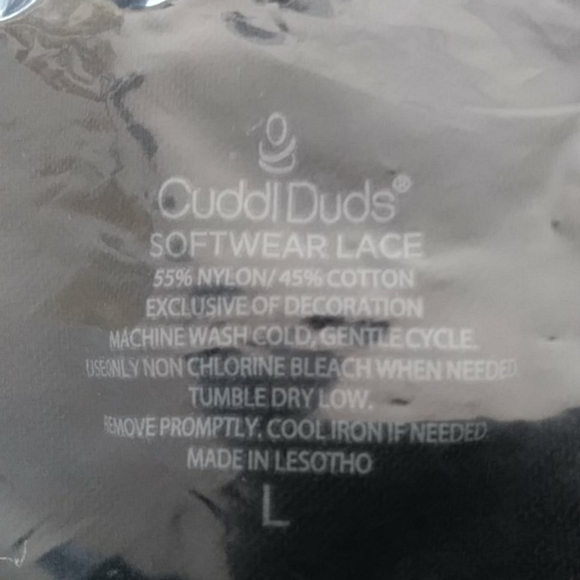 Cuddl Duds®
SOFTWEAR LACE
55% NYLON/ 45% COTTON
EXCLUSIVE OF DECORATION
MACHINE WASH COLD, GENTLE CYCLE.
USE ONLY NON CHLORINE BLEACH WHEN NEEDED
TUMBLE DRY LOW.
REMOVE PROMPTLY. COOL IRON IF NEEDED
MADE IN LESOTHO
L